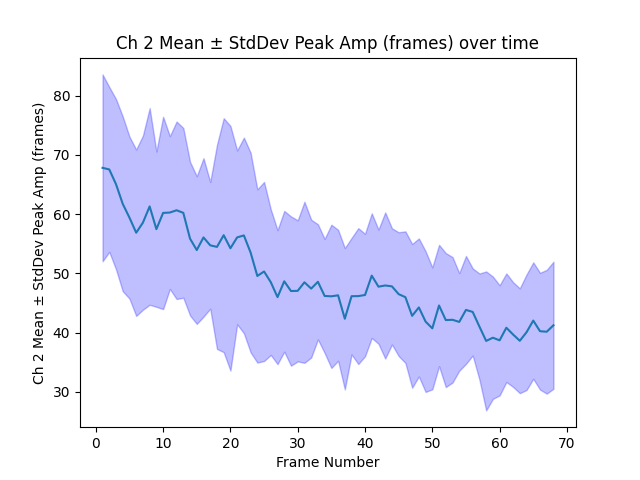 Ch 2 Mean ± StdDev Peak Amp (frames) over time
Ch 2 Mean ± StdDev Peak Amp (frames)
80
70
60
50
40
30
0 10 20 30 40 50 60 70
Frame Number